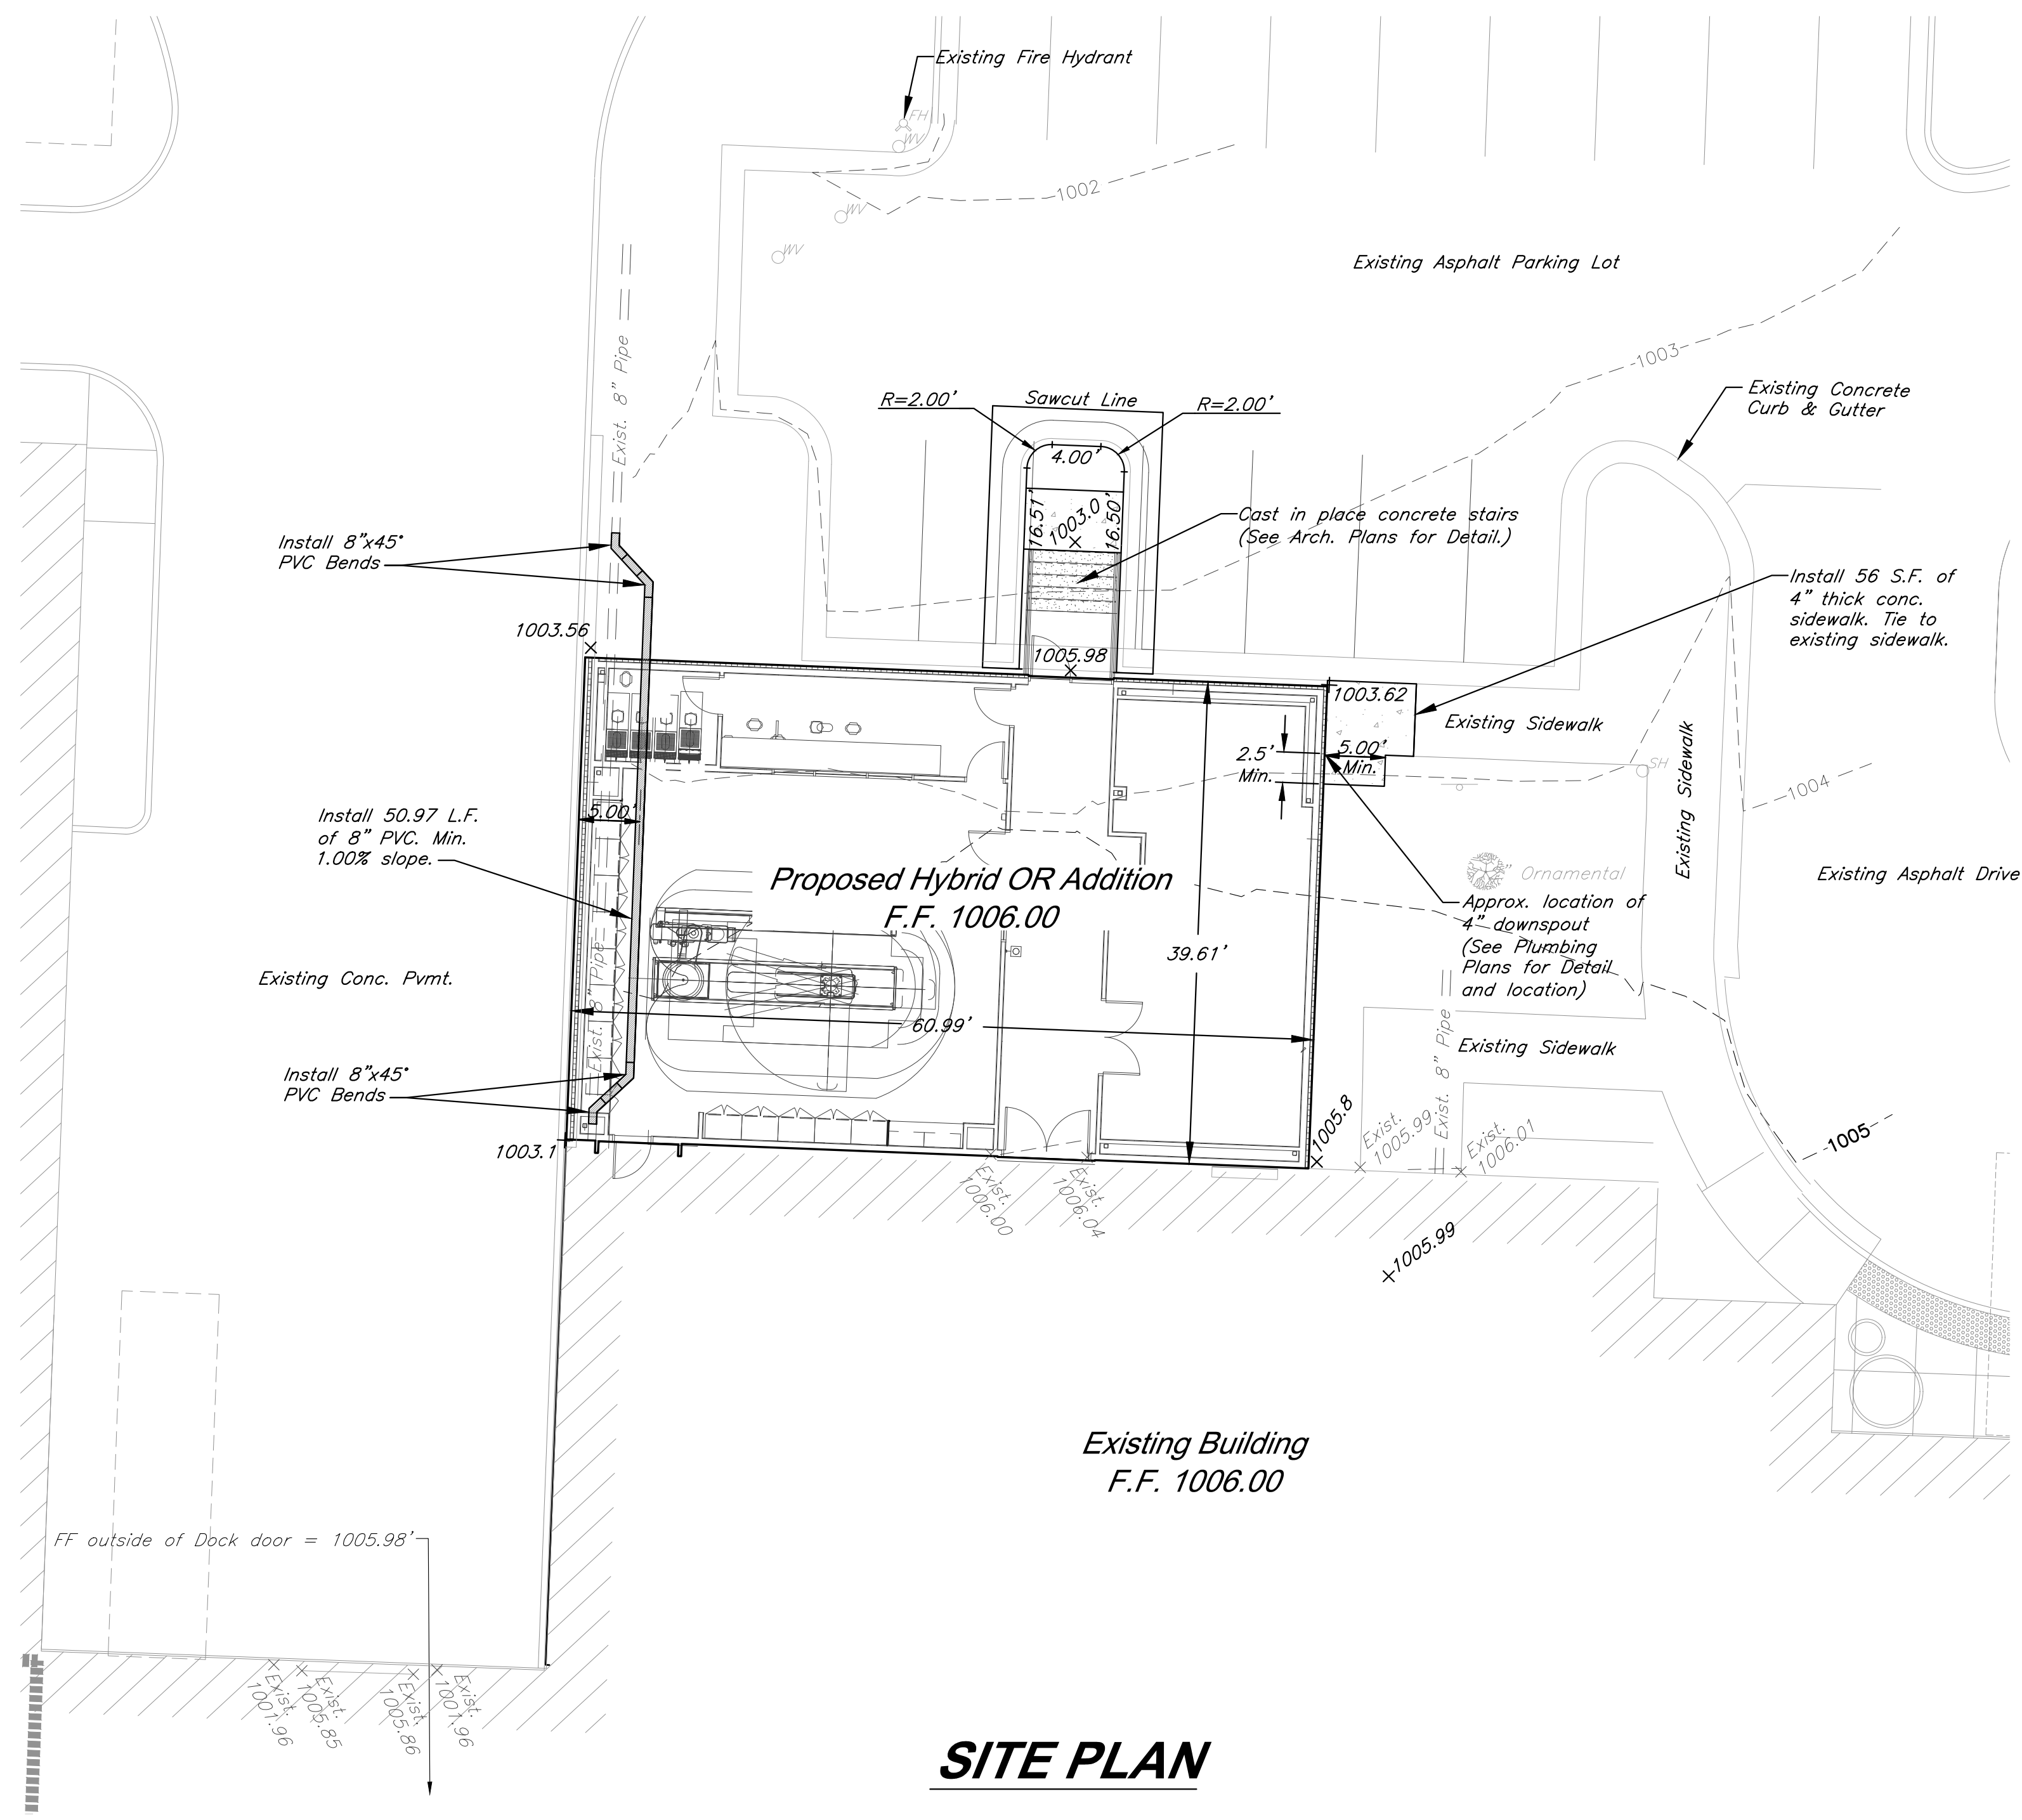 Existing Fire Hydrant
FH
WV
WV
WV
1002
Existing Asphalt Parking Lot
Exist. 8" Pipe
1003
Existing Concrete
Curb & Gutter
R=2.00'
Sawcut Line
R=2.00'
4.00'
16.51'
1003.0
16.50'
Cast in place concrete stairs
(See Arch. Plans for Detail.)
Install 8"x45°
PVC Bends
Install 56 S.F. of
4" thick conc.
sidewalk. Tie to
existing sidewalk.
1003.56
1005.98
1003.62
Existing Sidewalk
Existing Sidewalk
2.5'
Min.
5.00'
Min.
SH
1004
Install 50.97 L.F.
of 8" PVC. Min.
1.00% slope.
5.00'
Proposed Hybrid OR Addition
F.F. 1006.00
" Ornamental
Existing Asphalt Drive
Approx. location of
4" downspout
(See Plumbing
Plans for Detail
and location)
39.61'
Existing Conc. Pvmt.
Exist. 8" Pipe
60.99'
Exist. 8" Pipe
Existing Sidewalk
Install 8"x45°
PVC Bends
1003.1
1005.8
Exist.
1005.99
Exist.
1006.01
1005
Exist.
1006.00
Exist.
1006.04
1005.99
Existing Building
F.F. 1006.00
FF outside of Dock door = 1005.98'
Exist.
1001.96
Exist.
1005.85
Exist.
1005.86
Exist.
1001.96
SITE PLAN